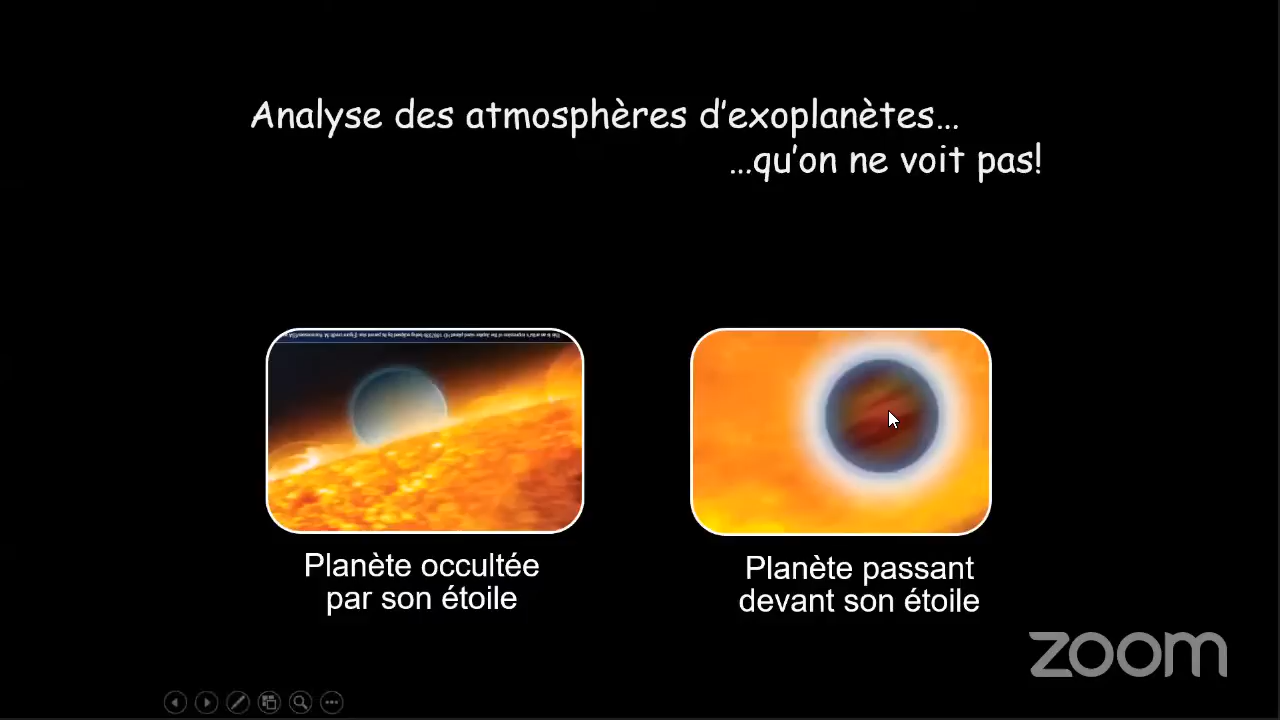 Analyse des atmosphères d'exoplanètes...
...qu'on ne voit pas!
Planète occultée
par son étoile
Planète passant
devant son étoile
zoom